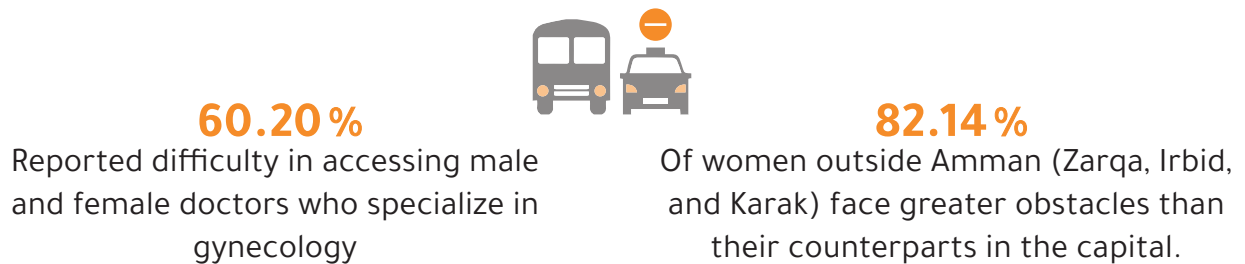 60.20 %
Reported difficulty in accessing male
and female doctors who specialize in
gynecology
82.14 %
Of women outside Amman (Zarqa, Irbid,
and Karak) face greater obstacles than
their counterparts in the capital.